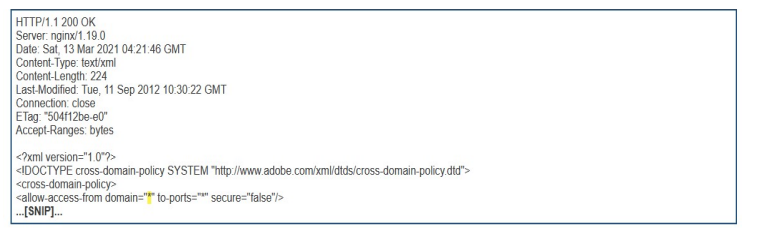 HTTP/1.1 200 OK
Server: nginx/1.19.0
Date: Sat, 13 Mar 2021 04:21:46 GMT
Content-Type: text/xml
Content-Length: 224
Last-Modified: Tue, 11 Sep 2012 10:30:22 GMT
Connection: close
ETag: "504f12be-e0"
Accept-Ranges: bytes

<?xml version="1.0"?>
<!DOCTYPE cross-domain-policy SYSTEM "http://www.adobe.com/xml/dtds/cross-domain-policy.dtd">
<cross-domain-policy>
<allow-access-from domain="*" to-ports="*" secure="false"/>
...[SNIP]...